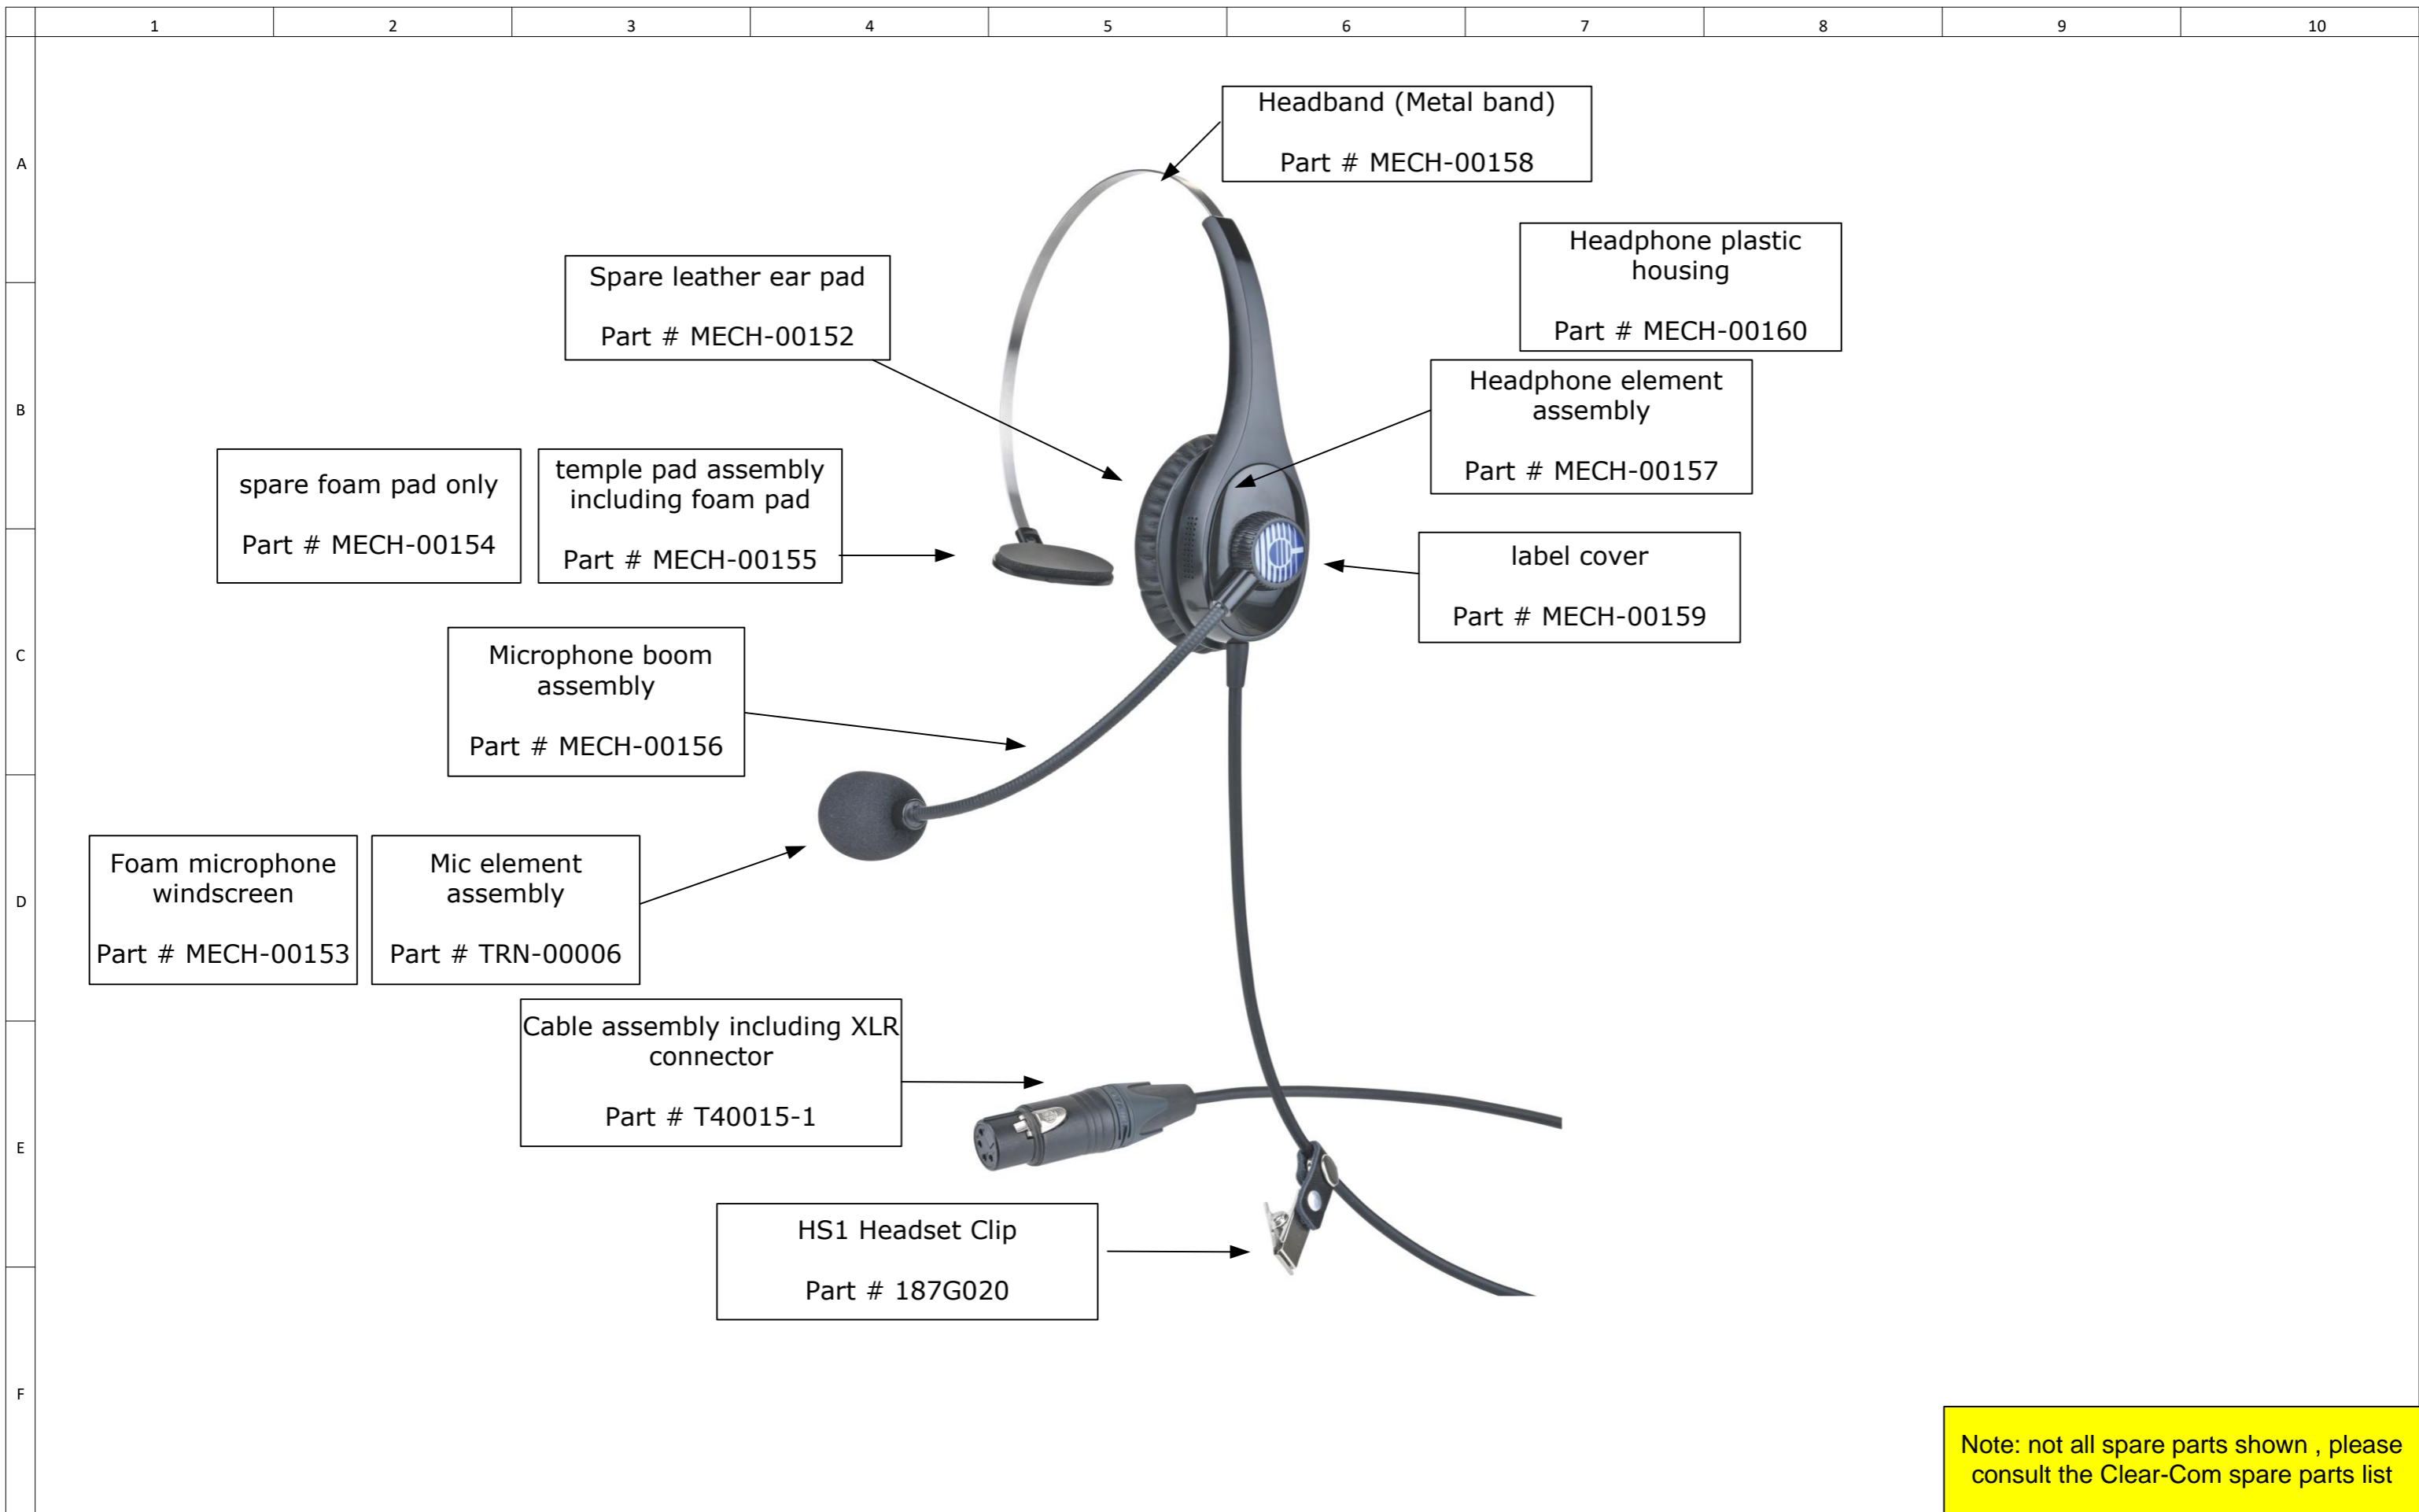 1 2 3 4 5 6 7 8 9 10
A
B
C
D
E
F
Headband (Metal band)
Part # MECH-00158
Headphone plastic
housing
Part # MECH-00160
Spare leather ear pad
Part # MECH-00152
Headphone element
assembly
Part # MECH-00157
spare foam pad only
Part # MECH-00154
temple pad assembly
including foam pad
Part # MECH-00155
label cover
Part # MECH-00159
Microphone boom
assembly
Part # MECH-00156
Foam microphone
windscreen
Part # MECH-00153
Mic element
assembly
Part # TRN-00006
Cable assembly including XLR
connector
Part # T40015-1
HS1 Headset Clip
Part # 187G020
Note: not all spare parts shown , please
consult the Clear-Com spare parts list